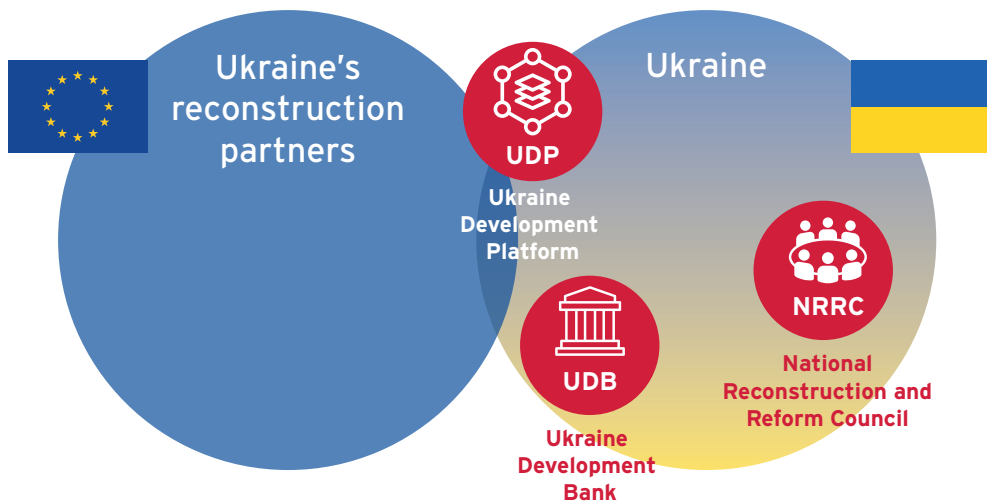 Ukraine’s
reconstruction
partners
UDP
Ukraine
Development
Platform
Ukraine
UDB
Ukraine
Development
Bank
NRRC
National
Reconstruction and
Reform Council